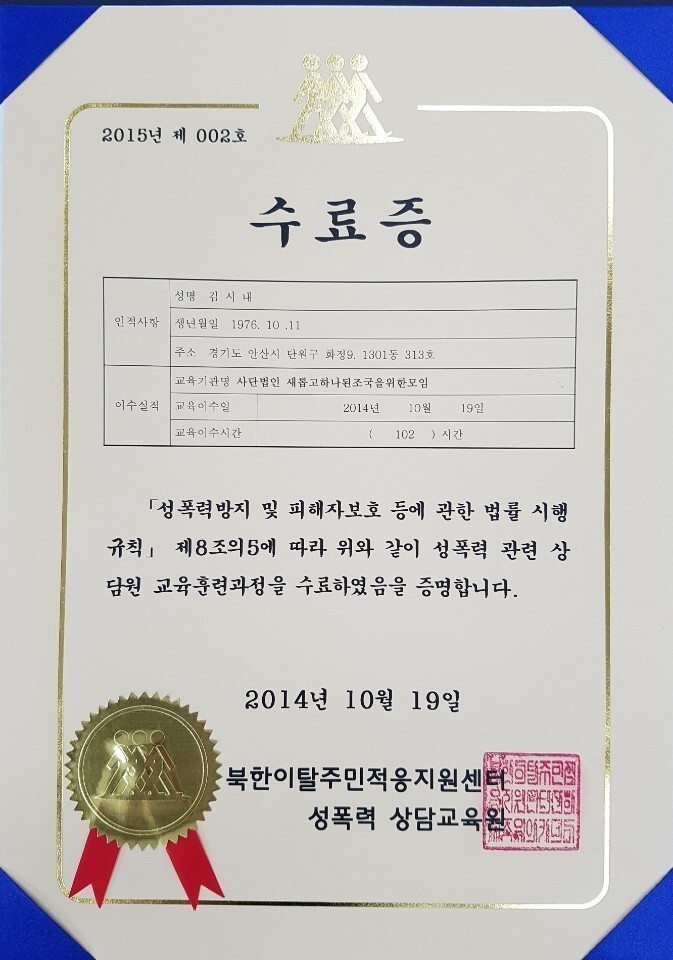 2015년 제 002호
수료증
인적사항
성명 김 시 내
생년월일 1976. 10 .11
주소 경기도 안산시 단원구 화정9. 1301동 313호
이수실적
교육기관명 사단법인 새롭고하나된조국을위한모임
교육이수일 2014년 10월 19일
교육이수시간 ( 102 ) 시간
「성폭력방지 및 피해자보호 등에 관한 법률 시행
규칙」 제8조의5에 따라 위와 같이 성폭력 관련 상
담원 교육훈련과정을 수료하였음을 증명합니다.
2014년 10월 19일
북한이탈주민적응지원센터
성폭력 상담교육원